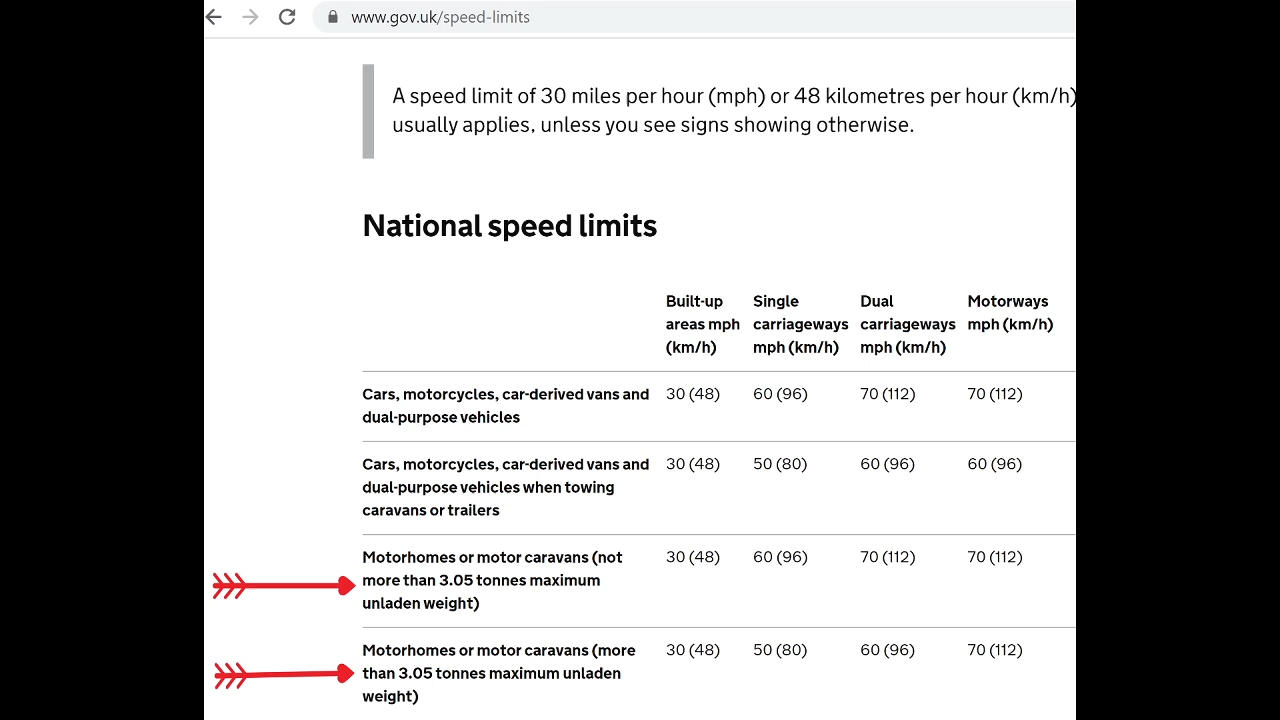 www.gov.uk/speed-limits
A speed limit of 30 miles per hour (mph) or 48 kilometres per hour (km/h)
usually applies, unless you see signs showing otherwise.
National speed limits
Built-up areas mph (km/h)
Single carriageways mph (km/h)
Dual carriageways mph (km/h)
Motorways mph (km/h)
Cars, motorcycles, car-derived vans and 30 (48) 60 (96) 70 (112) 70 (112)
dual-purpose vehicles
Cars, motorcycles, car-derived vans and 30 (48) 50 (80) 60 (96) 60 (96)
dual-purpose vehicles when towing
caravans or trailers
Motorhomes or motor caravans (not 30 (48) 60 (96) 70 (112) 70 (112)
more than 3.05 tonnes maximum
unladen weight)
Motorhomes or motor caravans (more 30 (48) 50 (80) 60 (96) 70 (112)
than 3.05 tonnes maximum unladen
weight)